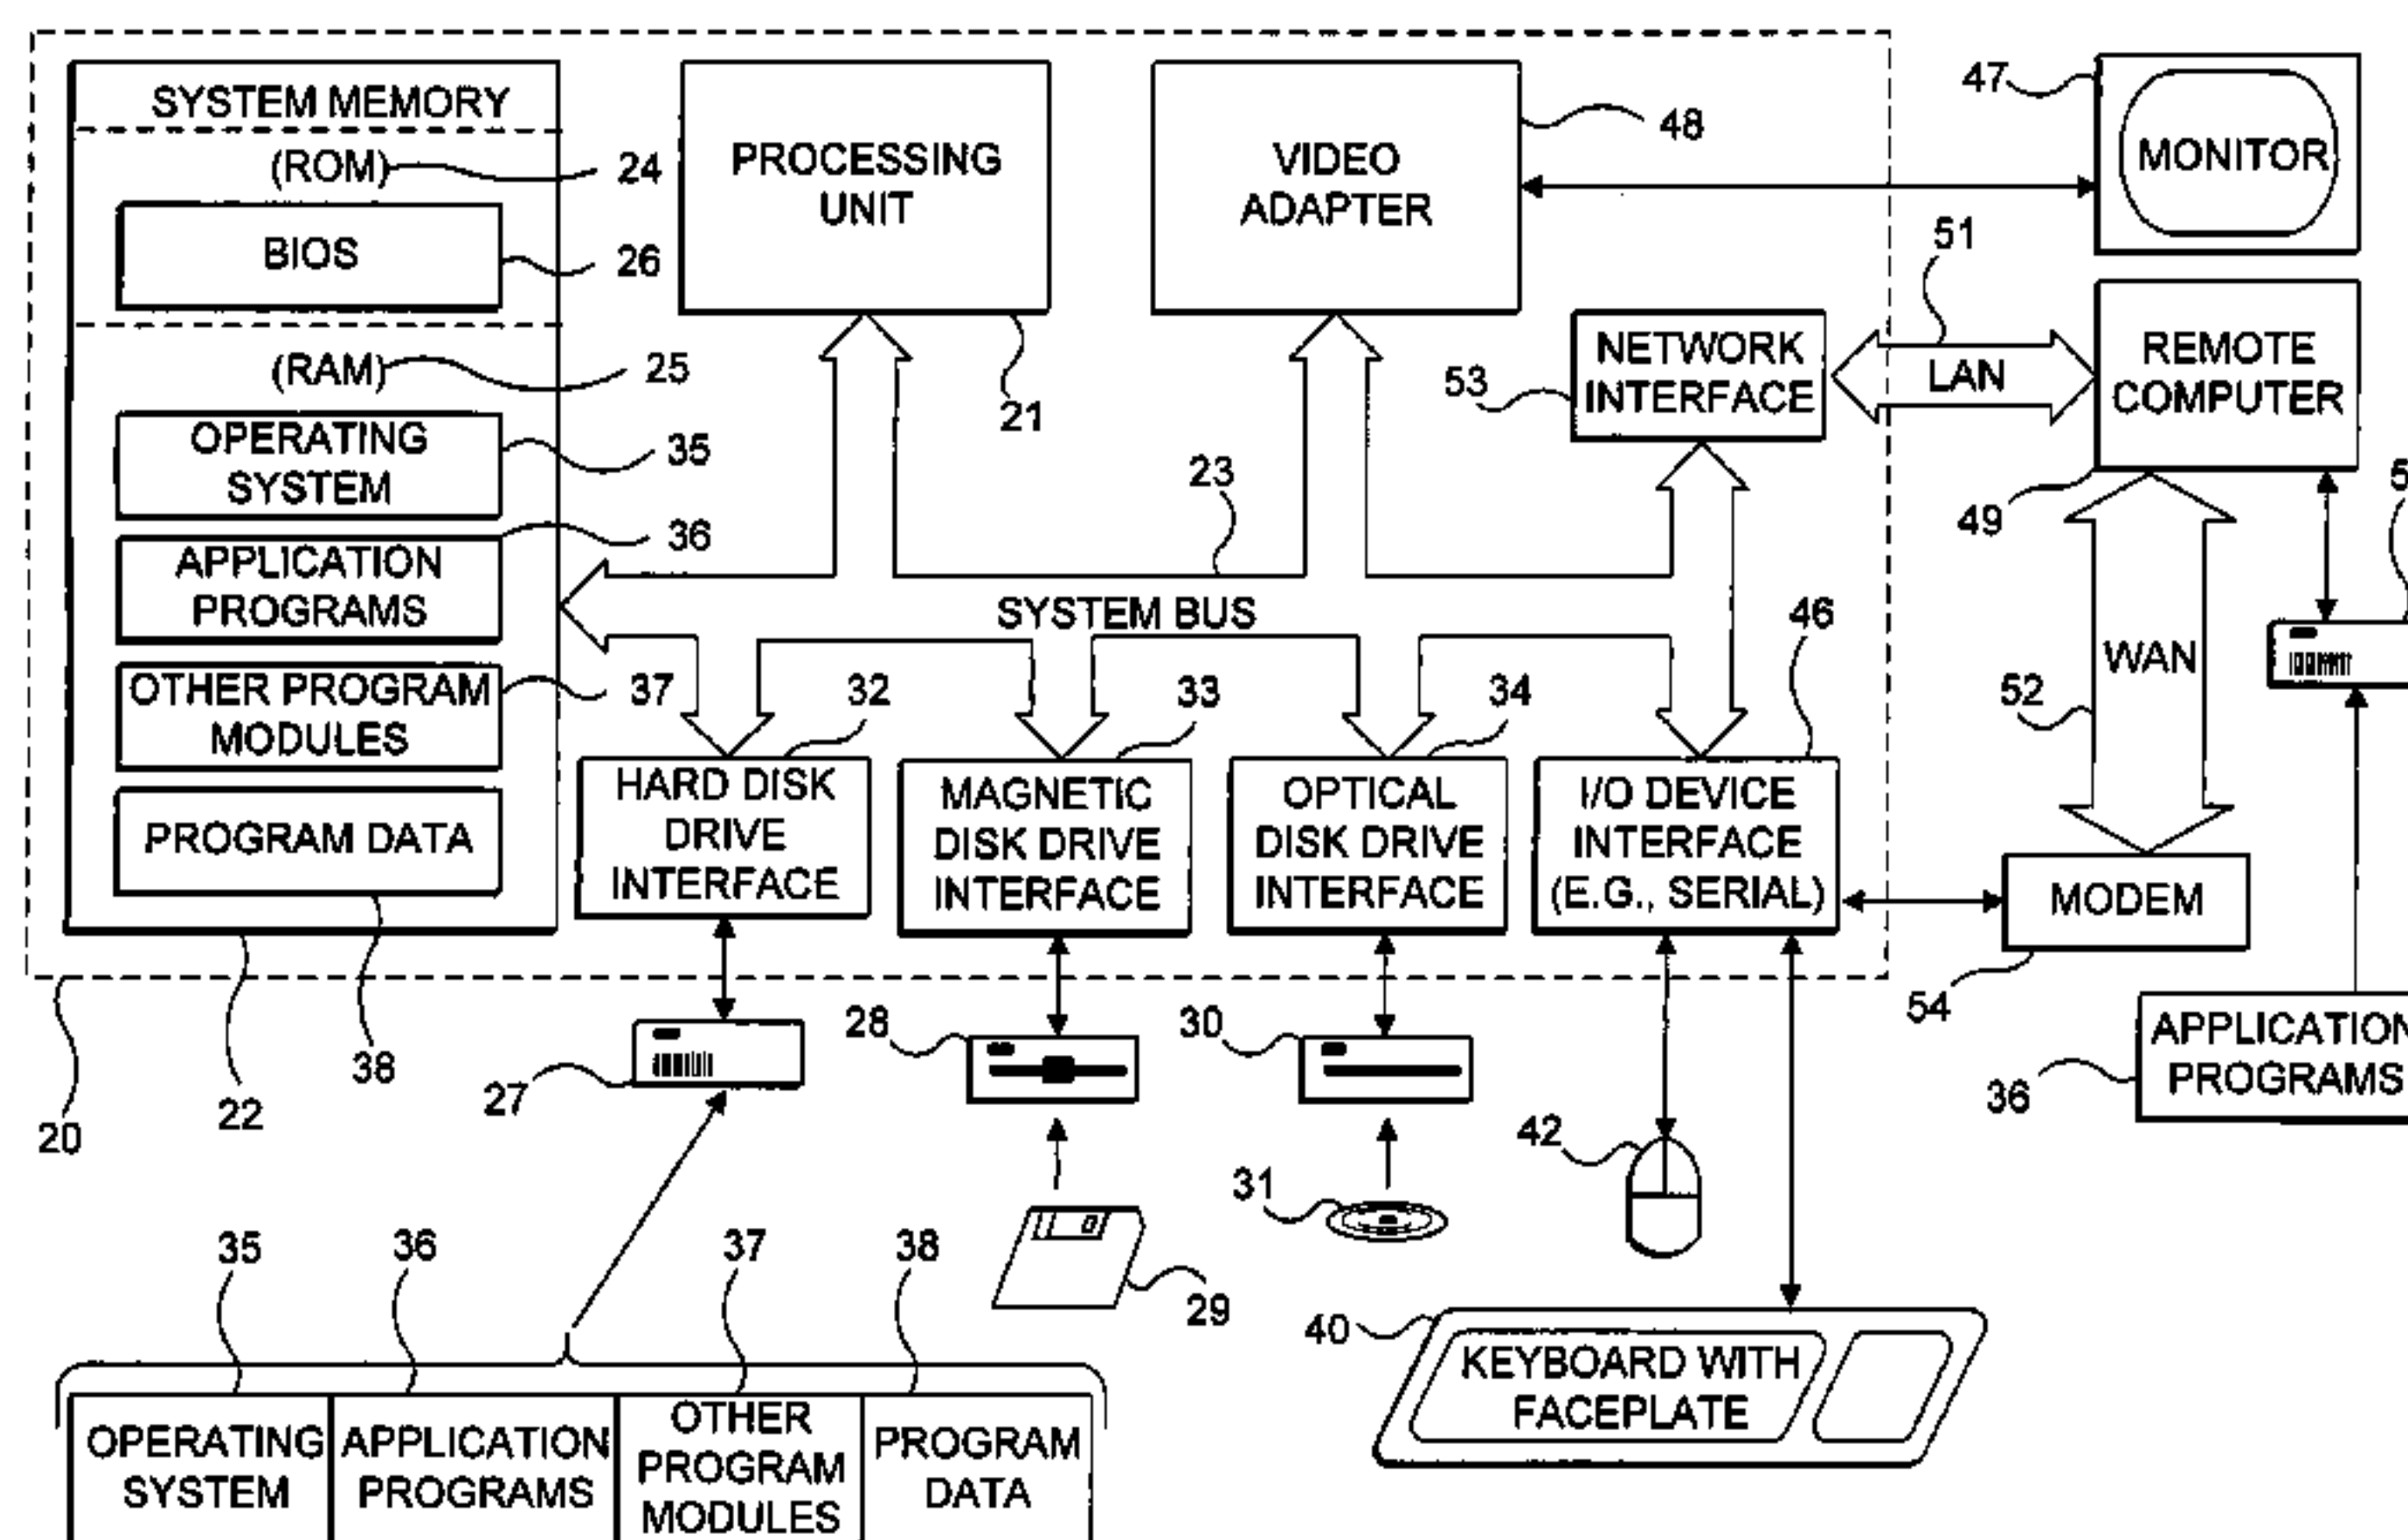 SYSTEM MEMORY
(ROM)
24
BIOS
26
(RAM)
25
OPERATING
SYSTEM
35
APPLICATION
PROGRAMS
36
OTHER PROGRAM
MODULES
37
PROGRAM DATA
38
22
20
PROCESSING
UNIT
21
VIDEO
ADAPTER
48
47
MONITOR
51
NETWORK
INTERFACE
53
LAN
REMOTE
COMPUTER
49
23
SYSTEM BUS
46
32
33
34
HARD DISK
DRIVE
INTERFACE
MAGNETIC
DISK DRIVE
INTERFACE
OPTICAL
DISK DRIVE
INTERFACE
I/O DEVICE
INTERFACE
(E.G., SERIAL)
52
WAN
MODEM
54
APPLICATION
PROGRAMS
36
27
28
30
42
31
29
40
KEYBOARD WITH
FACEPLATE
35
36
37
38
OPERATING
SYSTEM
APPLICATION
PROGRAMS
OTHER
PROGRAM
MODULES
PROGRAM
DATA